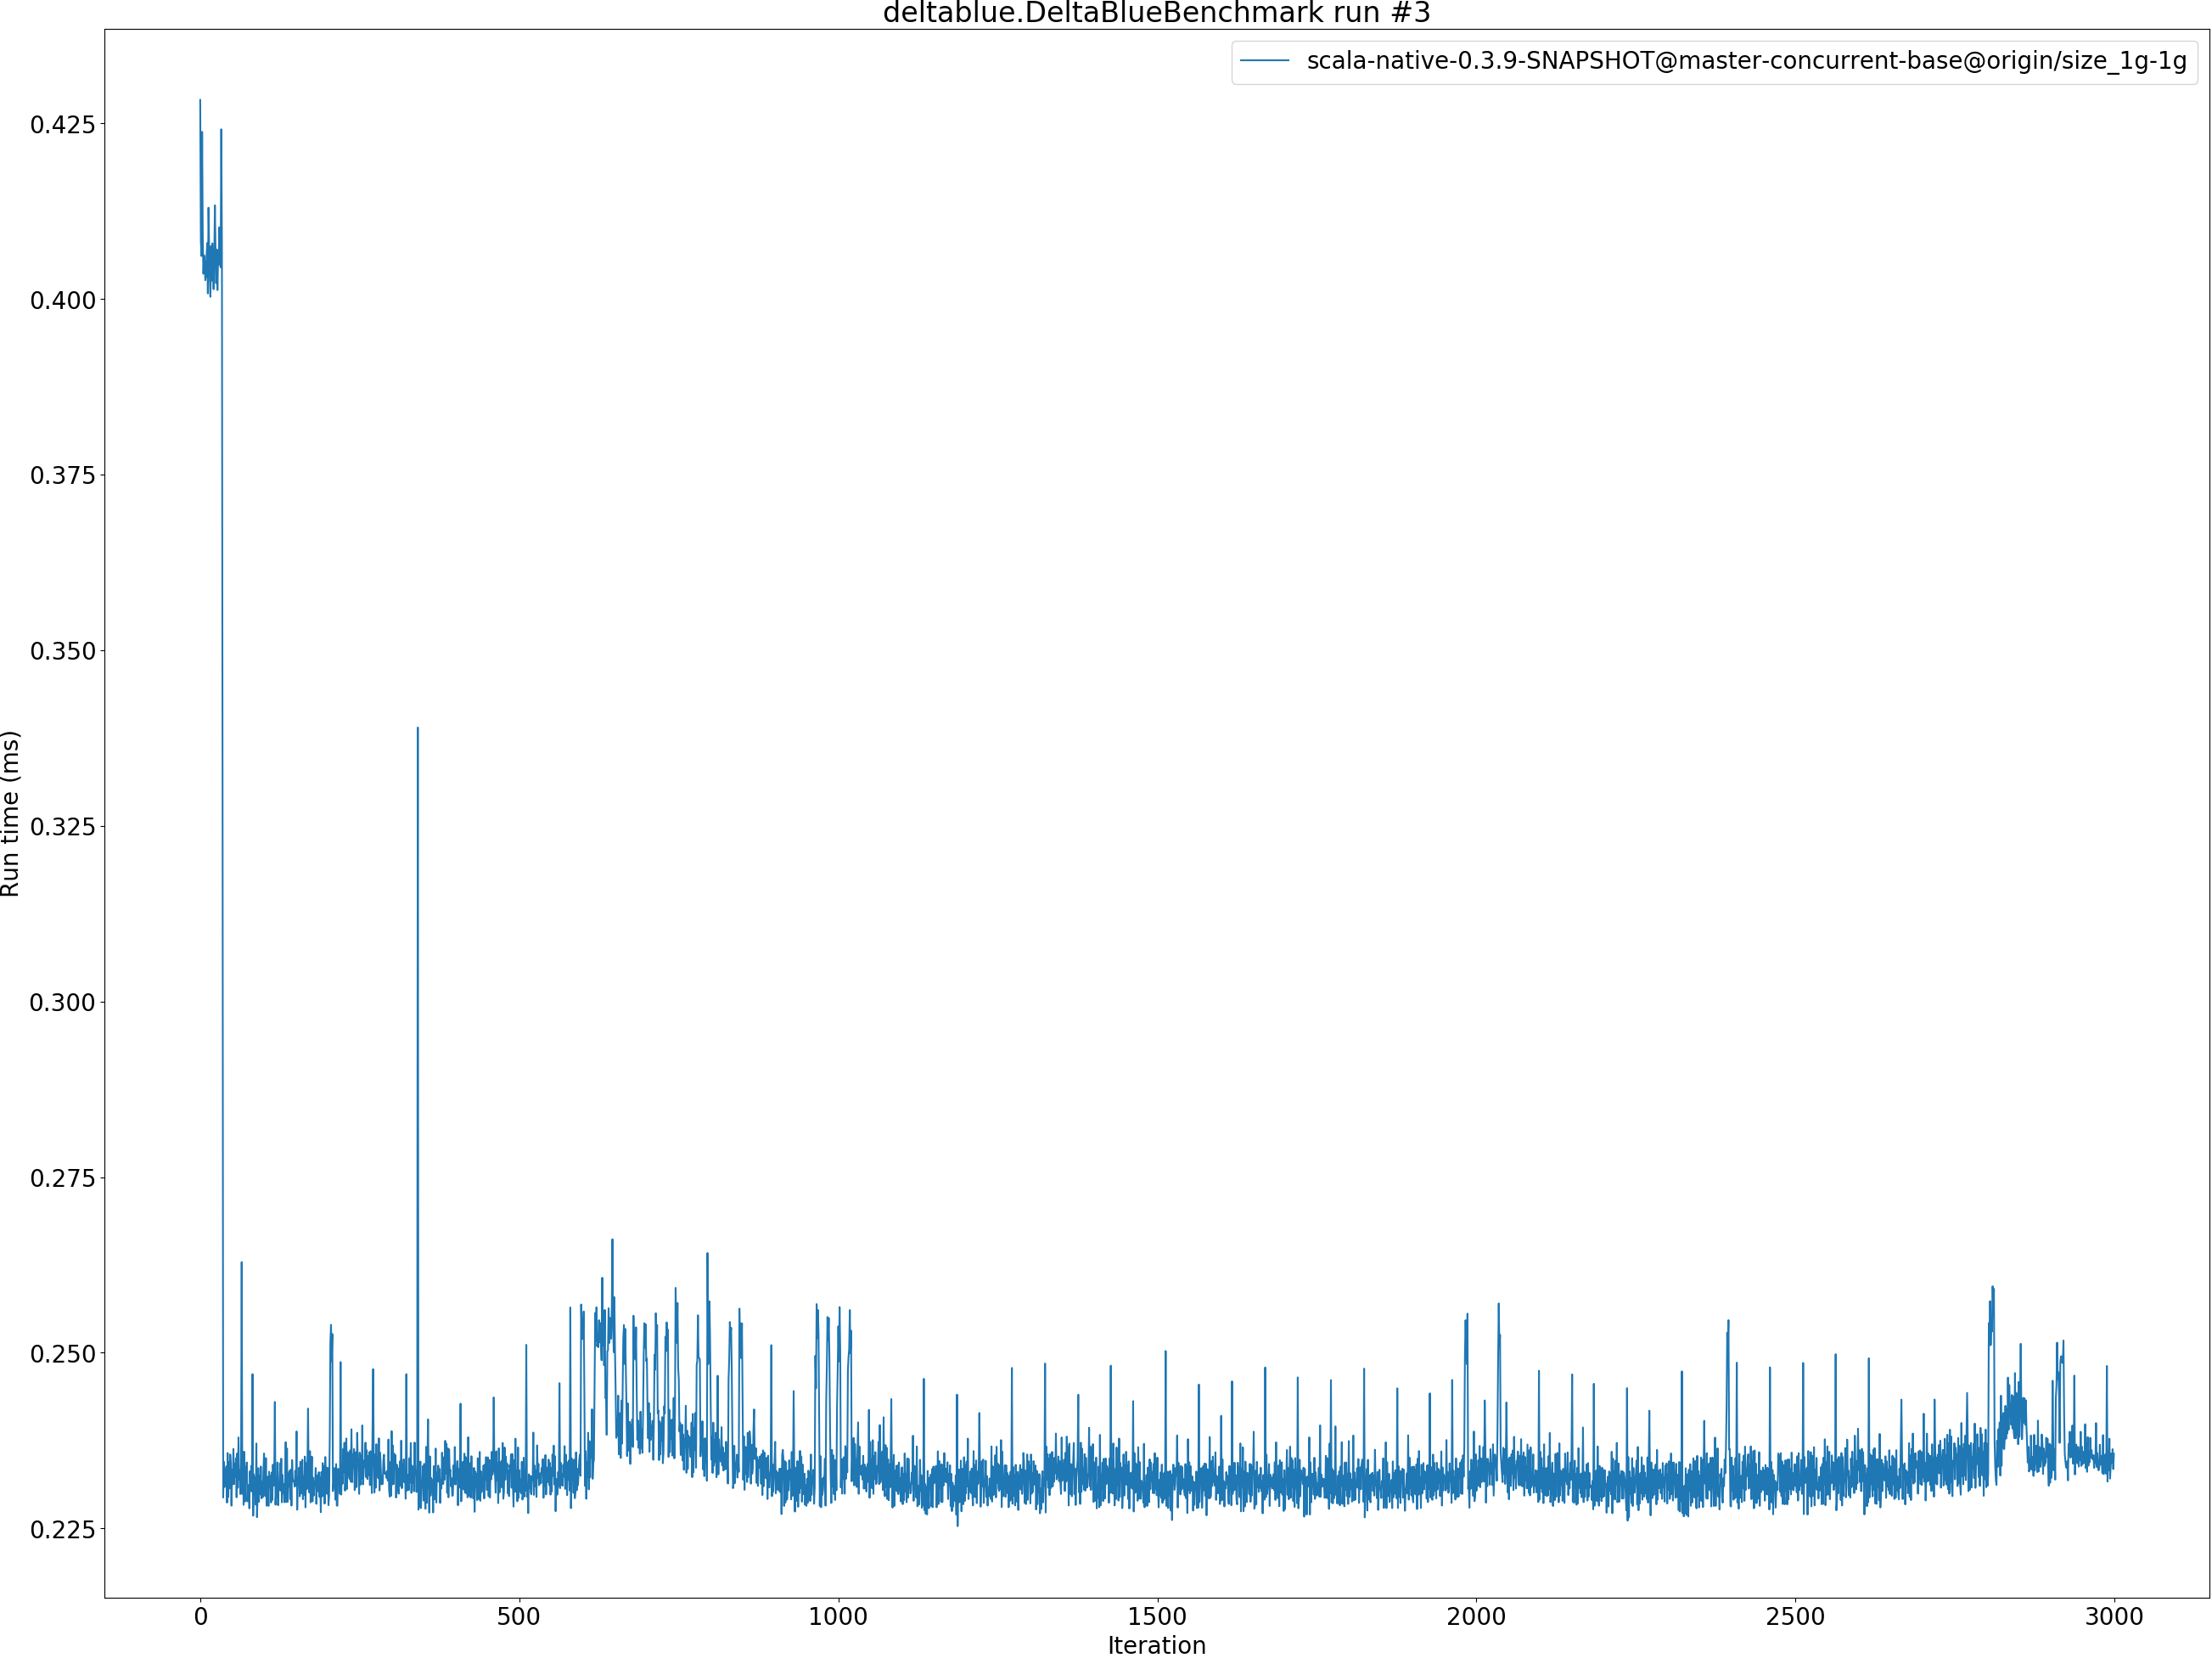 deltablue.DeltaBlueBenchmark run #3
scala-native-0.3.9-SNAPSHOT@master-concurrent-base@origin/size_1g-1g
0.425
0.400
0.375
0.350
0.325
0.300
0.275
0.250
0.225
Run time (ms)
0 500 1000 1500 2000 2500 3000
Iteration